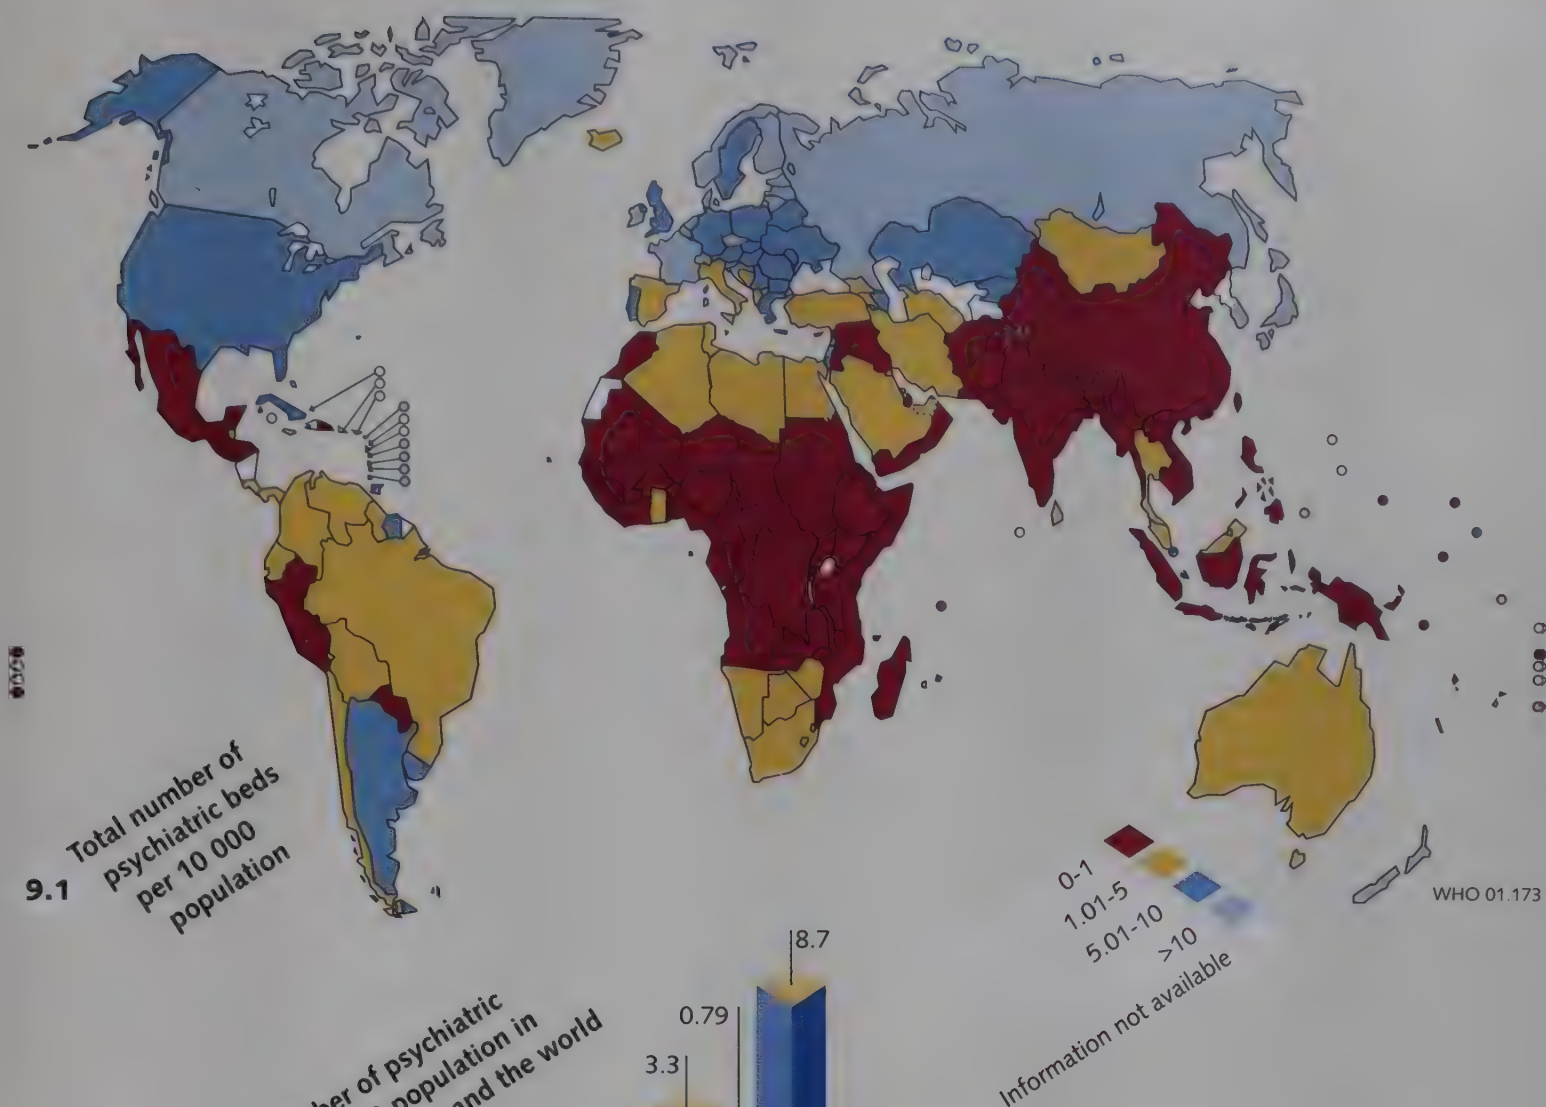 9.1
Total number of
psychiatric beds
per 10 000
population
0-1
1.01-5
5.01-10
>10
Information not available
WHO 01.173
of psychiatric
population in
and the world
8.7
0.79
3.3